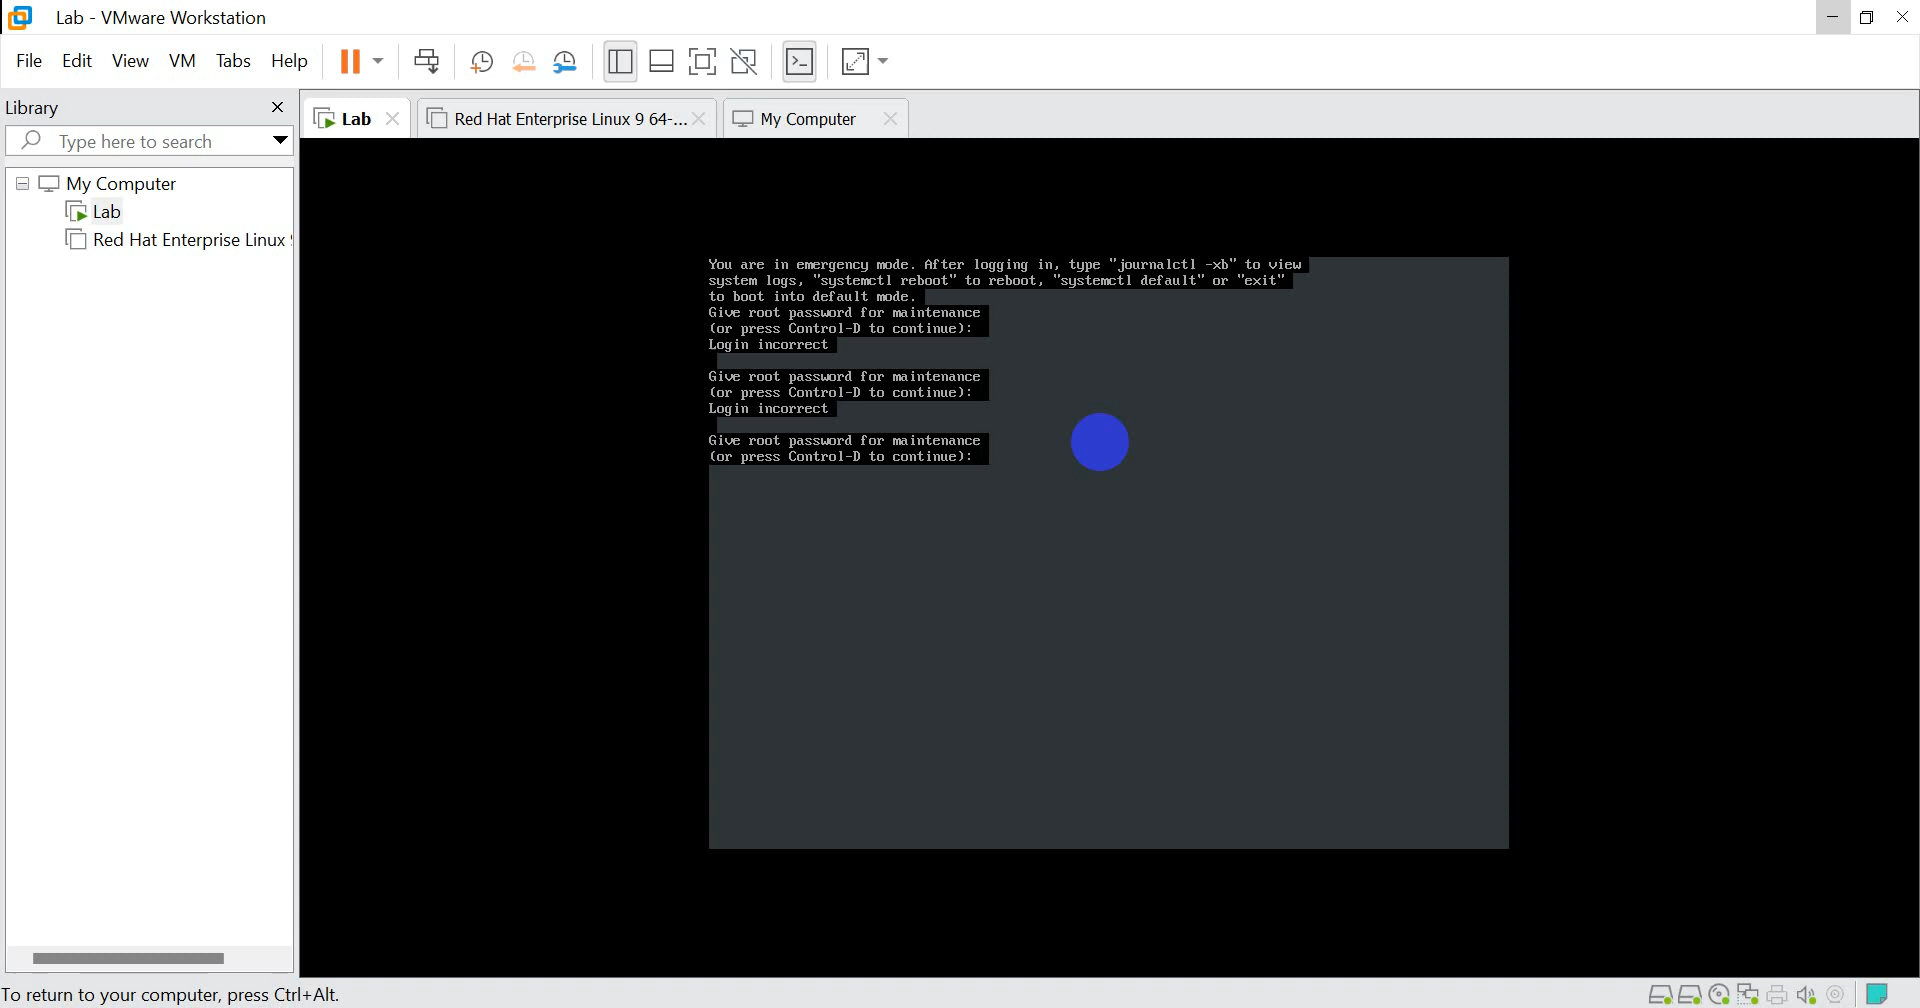 Lab - VMware Workstation
File Edit View VM Tabs Help
Library
Lab
Red Hat Enterprise Linux 9 64-...
My Computer
Type here to search
My Computer
Lab
Red Hat Enterprise Linux
You are in emergency mode. After logging in, type "journalctl -xb" to view
system logs, "systemctl reboot" to reboot, "systemctl default" or "exit"
to boot into default mode.
Give root password for maintenance
(or press Control-D to continue):
Login incorrect
Give root password for maintenance
(or press Control-D to continue):
Login incorrect
Give root password for maintenance
(or press Control-D to continue):
To return to your computer, press Ctrl+Alt.